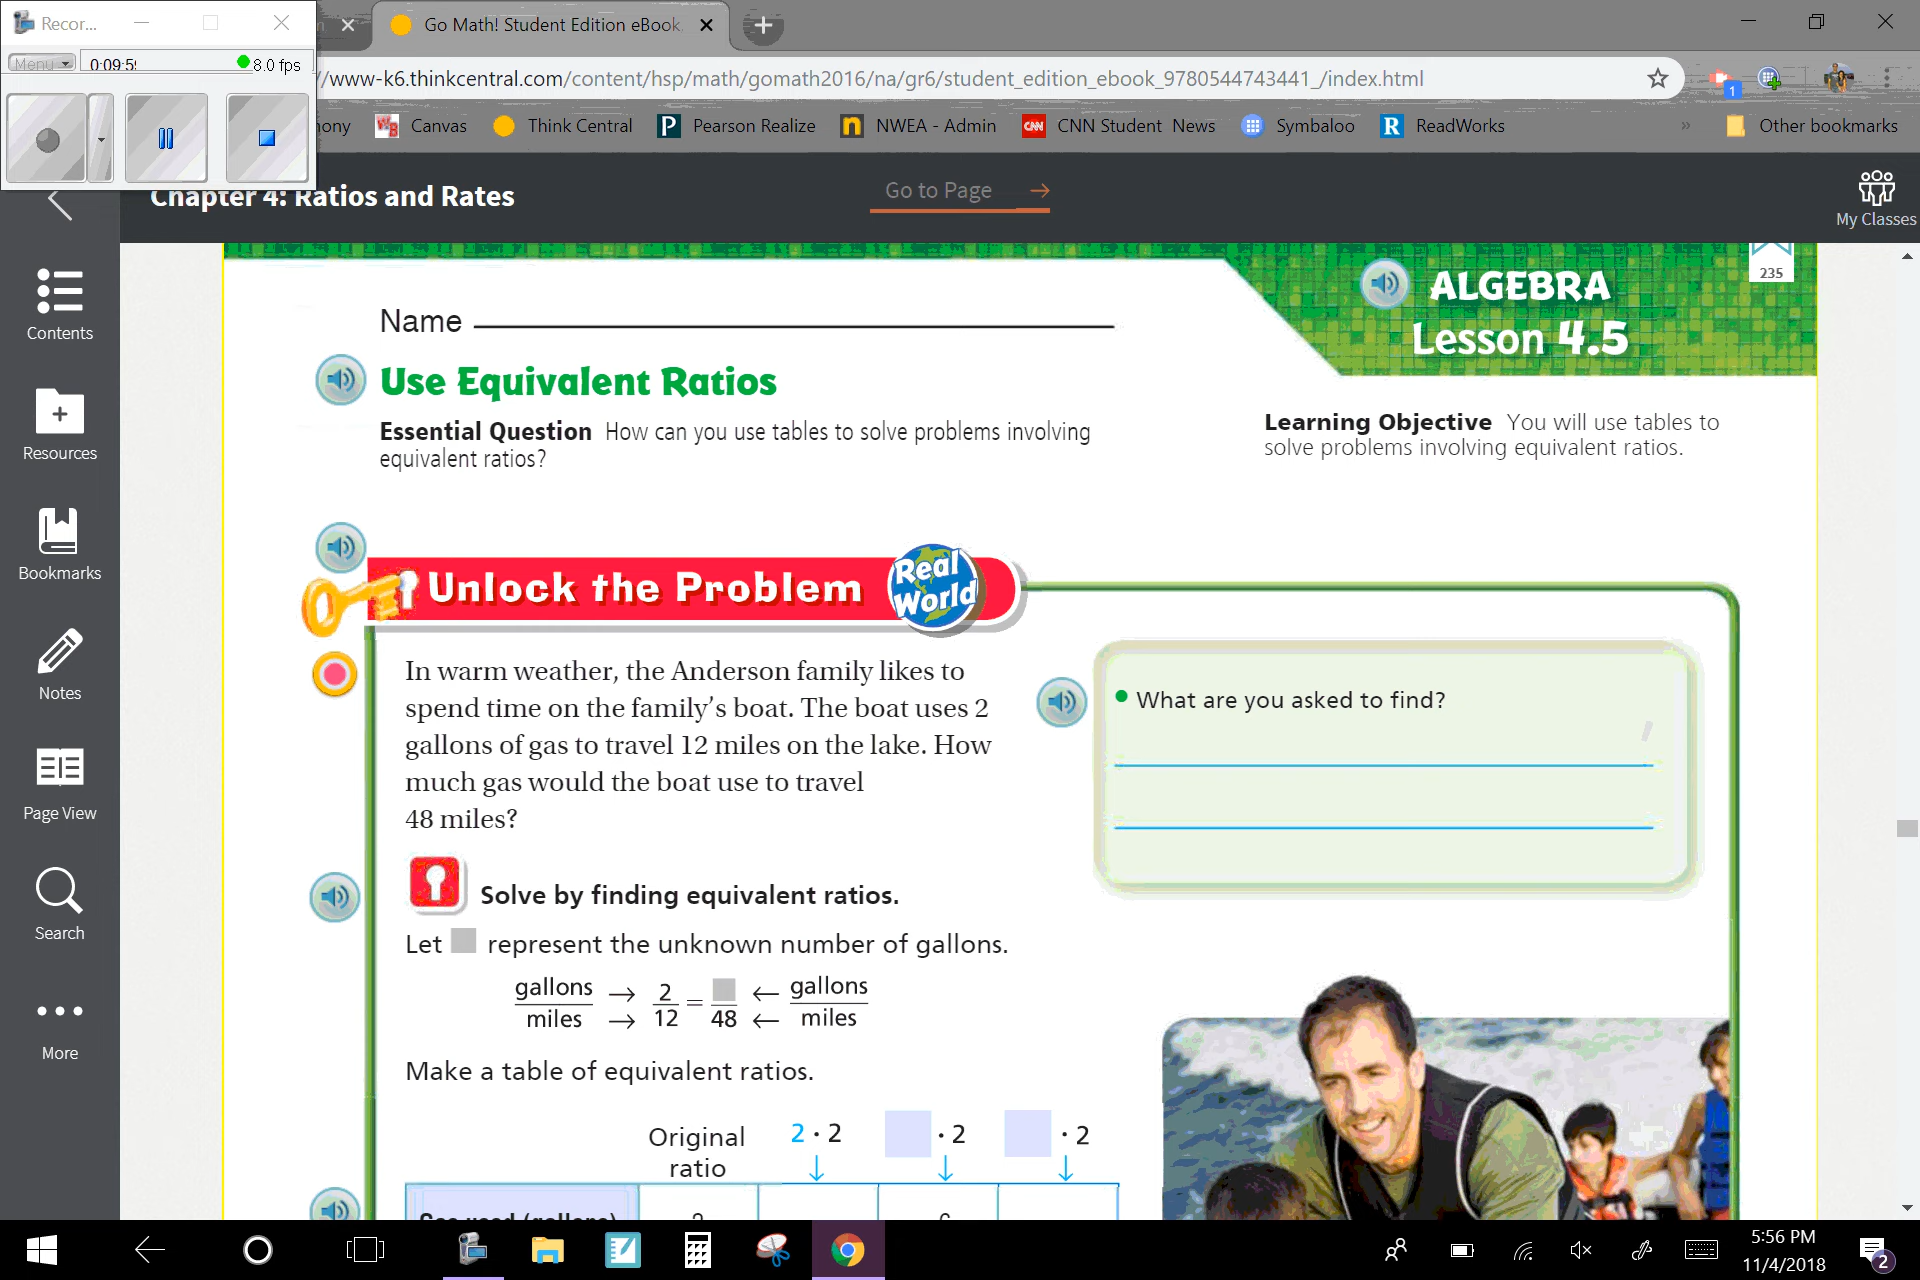 Recor...
Menu
0:09:5
8.0 fps
Go Math! Student Edition eBook
//www-k6.thinkcentral.com/content/hsp/math/gomath2016/na/gr6/student_edition_ebook_9780544743441_/index.html
1
Canvas
Think Central
Pearson Realize
NWEA - Admin
CNN
CNN Student News
Symbaloo
R
ReadWorks
»
Other bookmarks
Chapter 4: Ratios and Rates
Go to Page
My Classes
Contents
Resources
Bookmarks
Notes
Page View
Search
More
235
ALGEBRA
Lesson 4.5
Name
Use Equivalent Ratios
Essential Question How can you use tables to solve problems involving
equivalent ratios?
Learning Objective You will use tables to
solve problems involving equivalent ratios.
Unlock the Problem
Real
World
In warm weather, the Anderson family likes to
spend time on the family's boat. The boat uses 2
gallons of gas to travel 12 miles on the lake. How
much gas would the boat use to travel
48 miles?
• What are you asked to find?
Solve by finding equivalent ratios.
Let ■ represent the unknown number of gallons.
gallons → 2 = ■ ← gallons
miles → 12 48 ← miles
Make a table of equivalent ratios.
Original
ratio
2 · 2
· 2
· 2
5:56 PM
11/4/2018
2